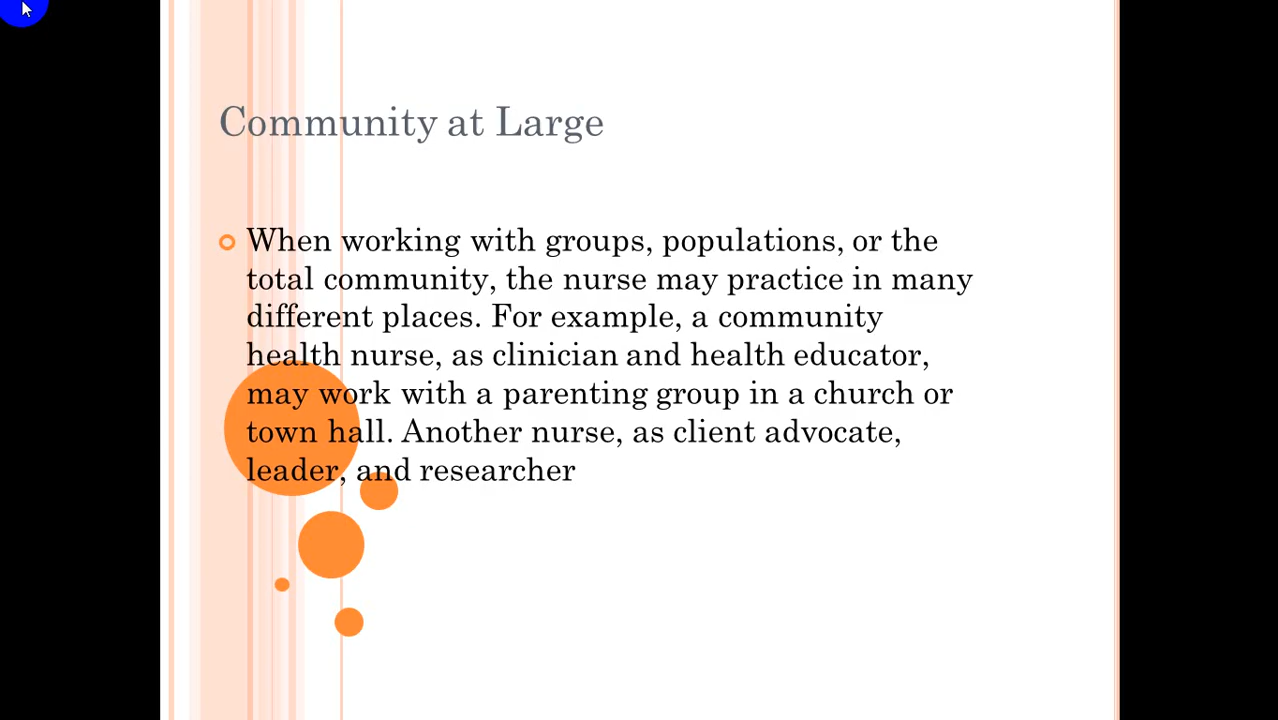 Community at Large
When working with groups, populations, or the
total community, the nurse may practice in many
different places. For example, a community
health nurse, as clinician and health educator,
may work with a parenting group in a church or
town hall. Another nurse, as client advocate,
leader, and researcher